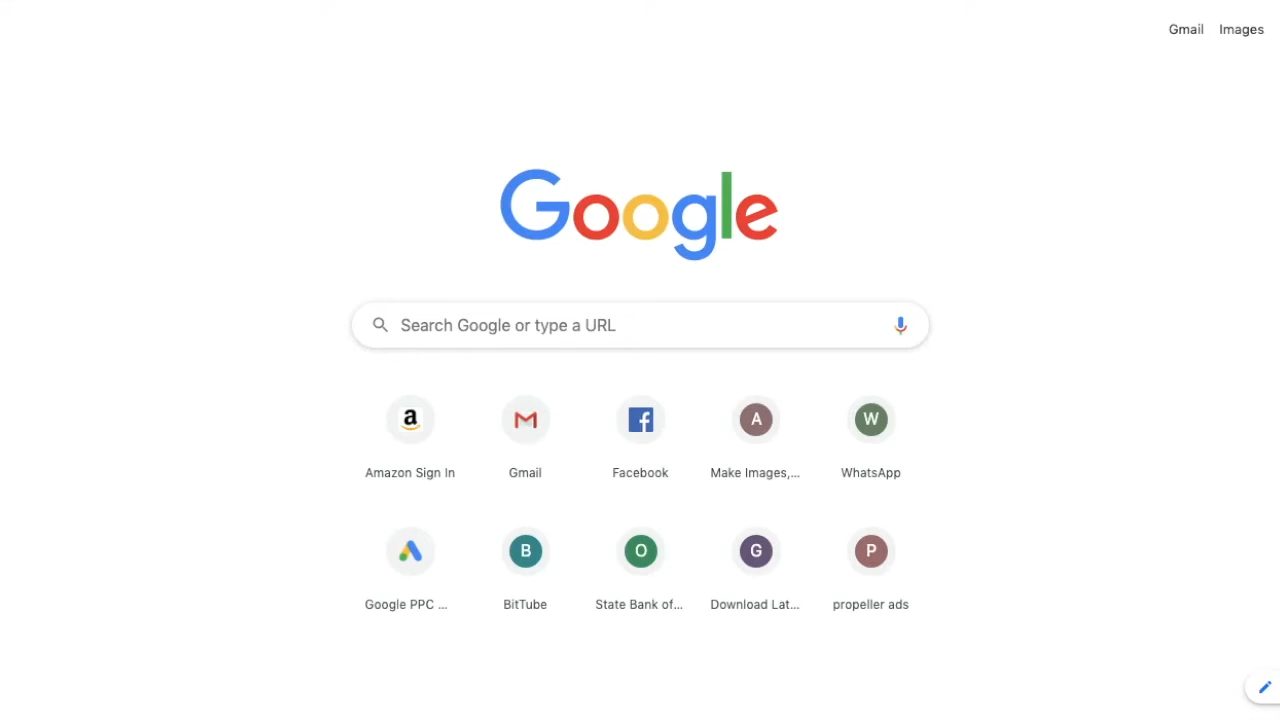 Gmail Images
Google
Search Google or type a URL
a
Amazon Sign In
Gmail
f
Facebook
A
Make Images,...
W
WhatsApp
Google PPC ...
B
BitTube
O
State Bank of...
G
Download Lat...
P
propeller ads